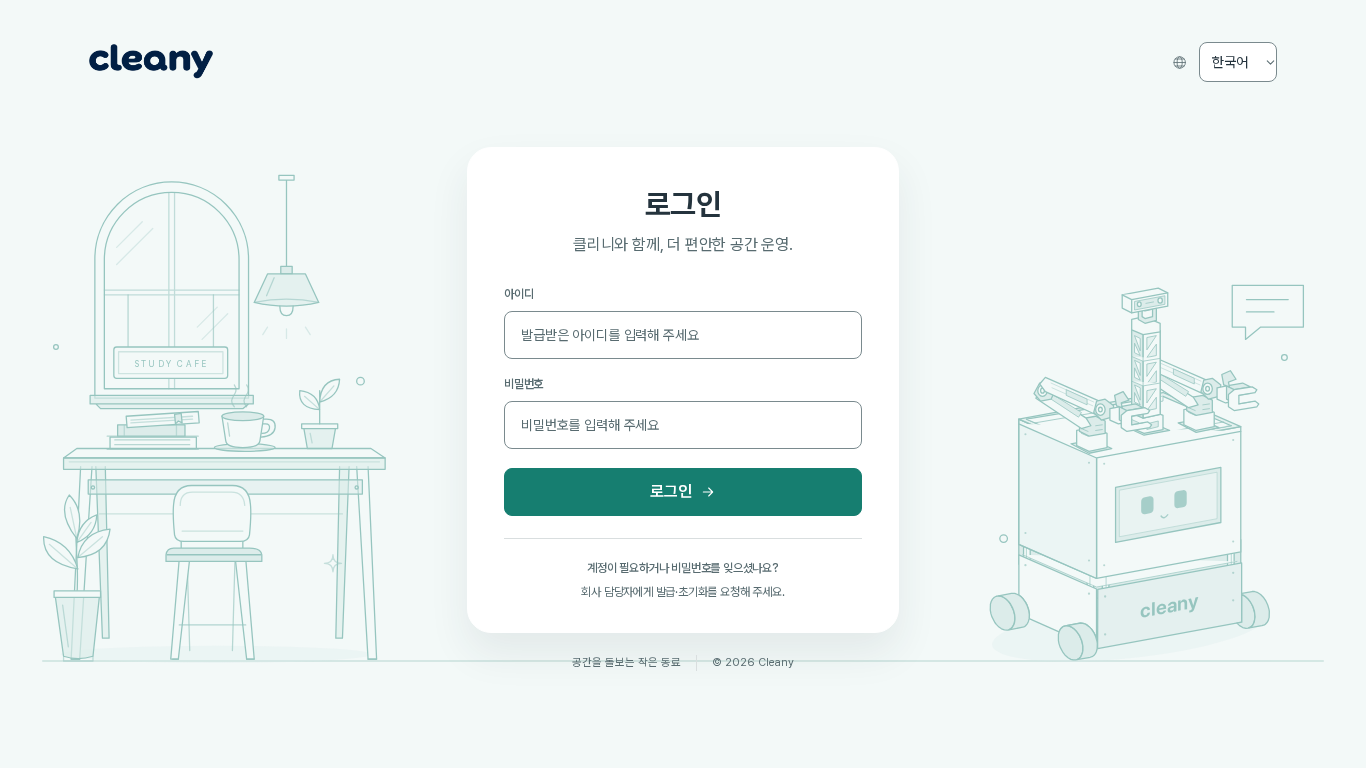 cleany
한국어
로그인
클리니와 함께, 더 편안한 공간 운영.
아이디
발급받은 아이디를 입력해 주세요
비밀번호
비밀번호를 입력해 주세요
로그인 →
계정이 필요하거나 비밀번호를 잊으셨나요?
회사 담당자에게 발급·초기화를 요청해 주세요.
STUDY CAFE
cleany
공간을 돌보는 작은 동료
© 2026 Cleany